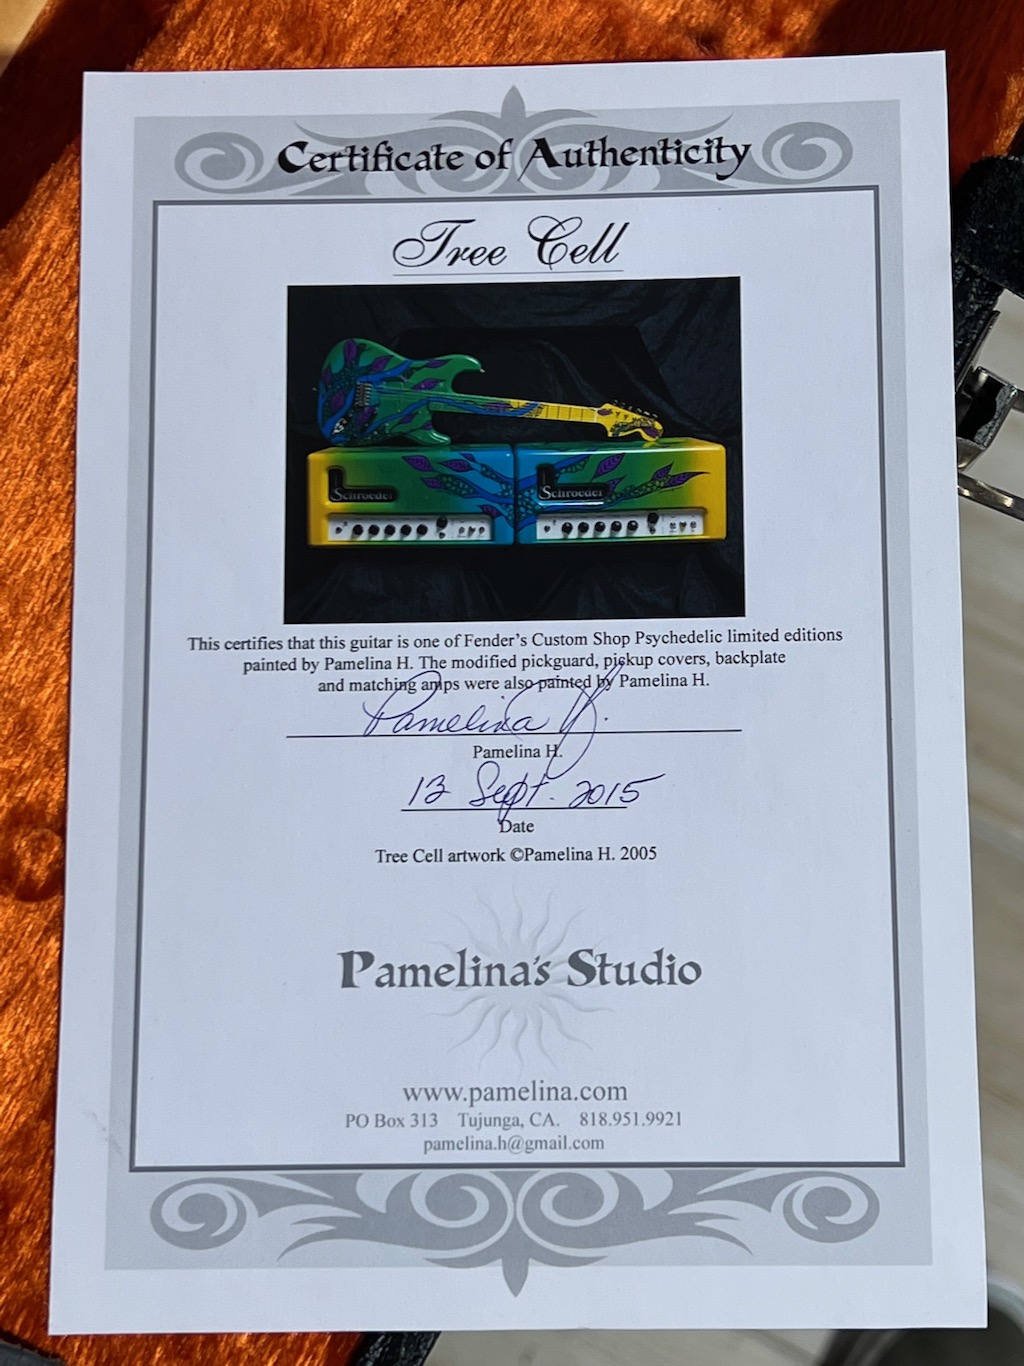 Certificate of Authenticity
Tree Cell
Schroeder Schroeder
This certifies that this guitar is one of Fender's Custom Shop Psychedelic limited editions
painted by Pamelina H. The modified pickguard, pickup covers, backplate
and matching amps were also painted by Pamelina H.
Pamelina H.
Pamelina H.
13 Sept. 2015
Date
Tree Cell artwork ©Pamelina H. 2005
Pamelina's Studio
www.pamelina.com
PO Box 313 Tujunga, CA. 818.951.9921
pamelina.h@gmail.com